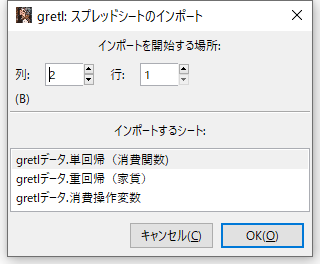 gretl: スプレッドシートのインポート
インポートを開始する場所:
列: 2 行: 1
(B)
インポートするシート:
gretlデータ.単回帰（消費関数)
gretlデータ.重回帰（家賃）
gretlデータ.消費操作変数
キャンセル(C) OK(O)